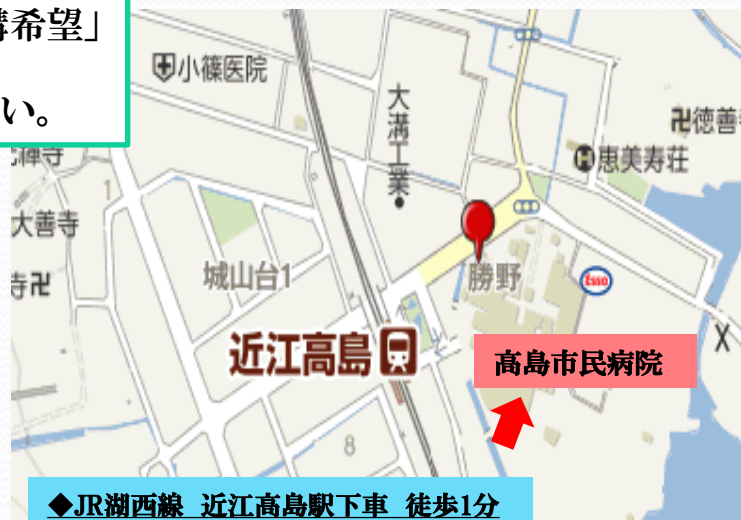 講希望」
い。
小篠医院
大溝工業
徳善寺
恵美寿荘
禅寺
1
大善寺
寺
城山台1
勝野
Esso
近江高島
高島市民病院
8
◆JR湖西線 近江高島駅下車 徒歩1分